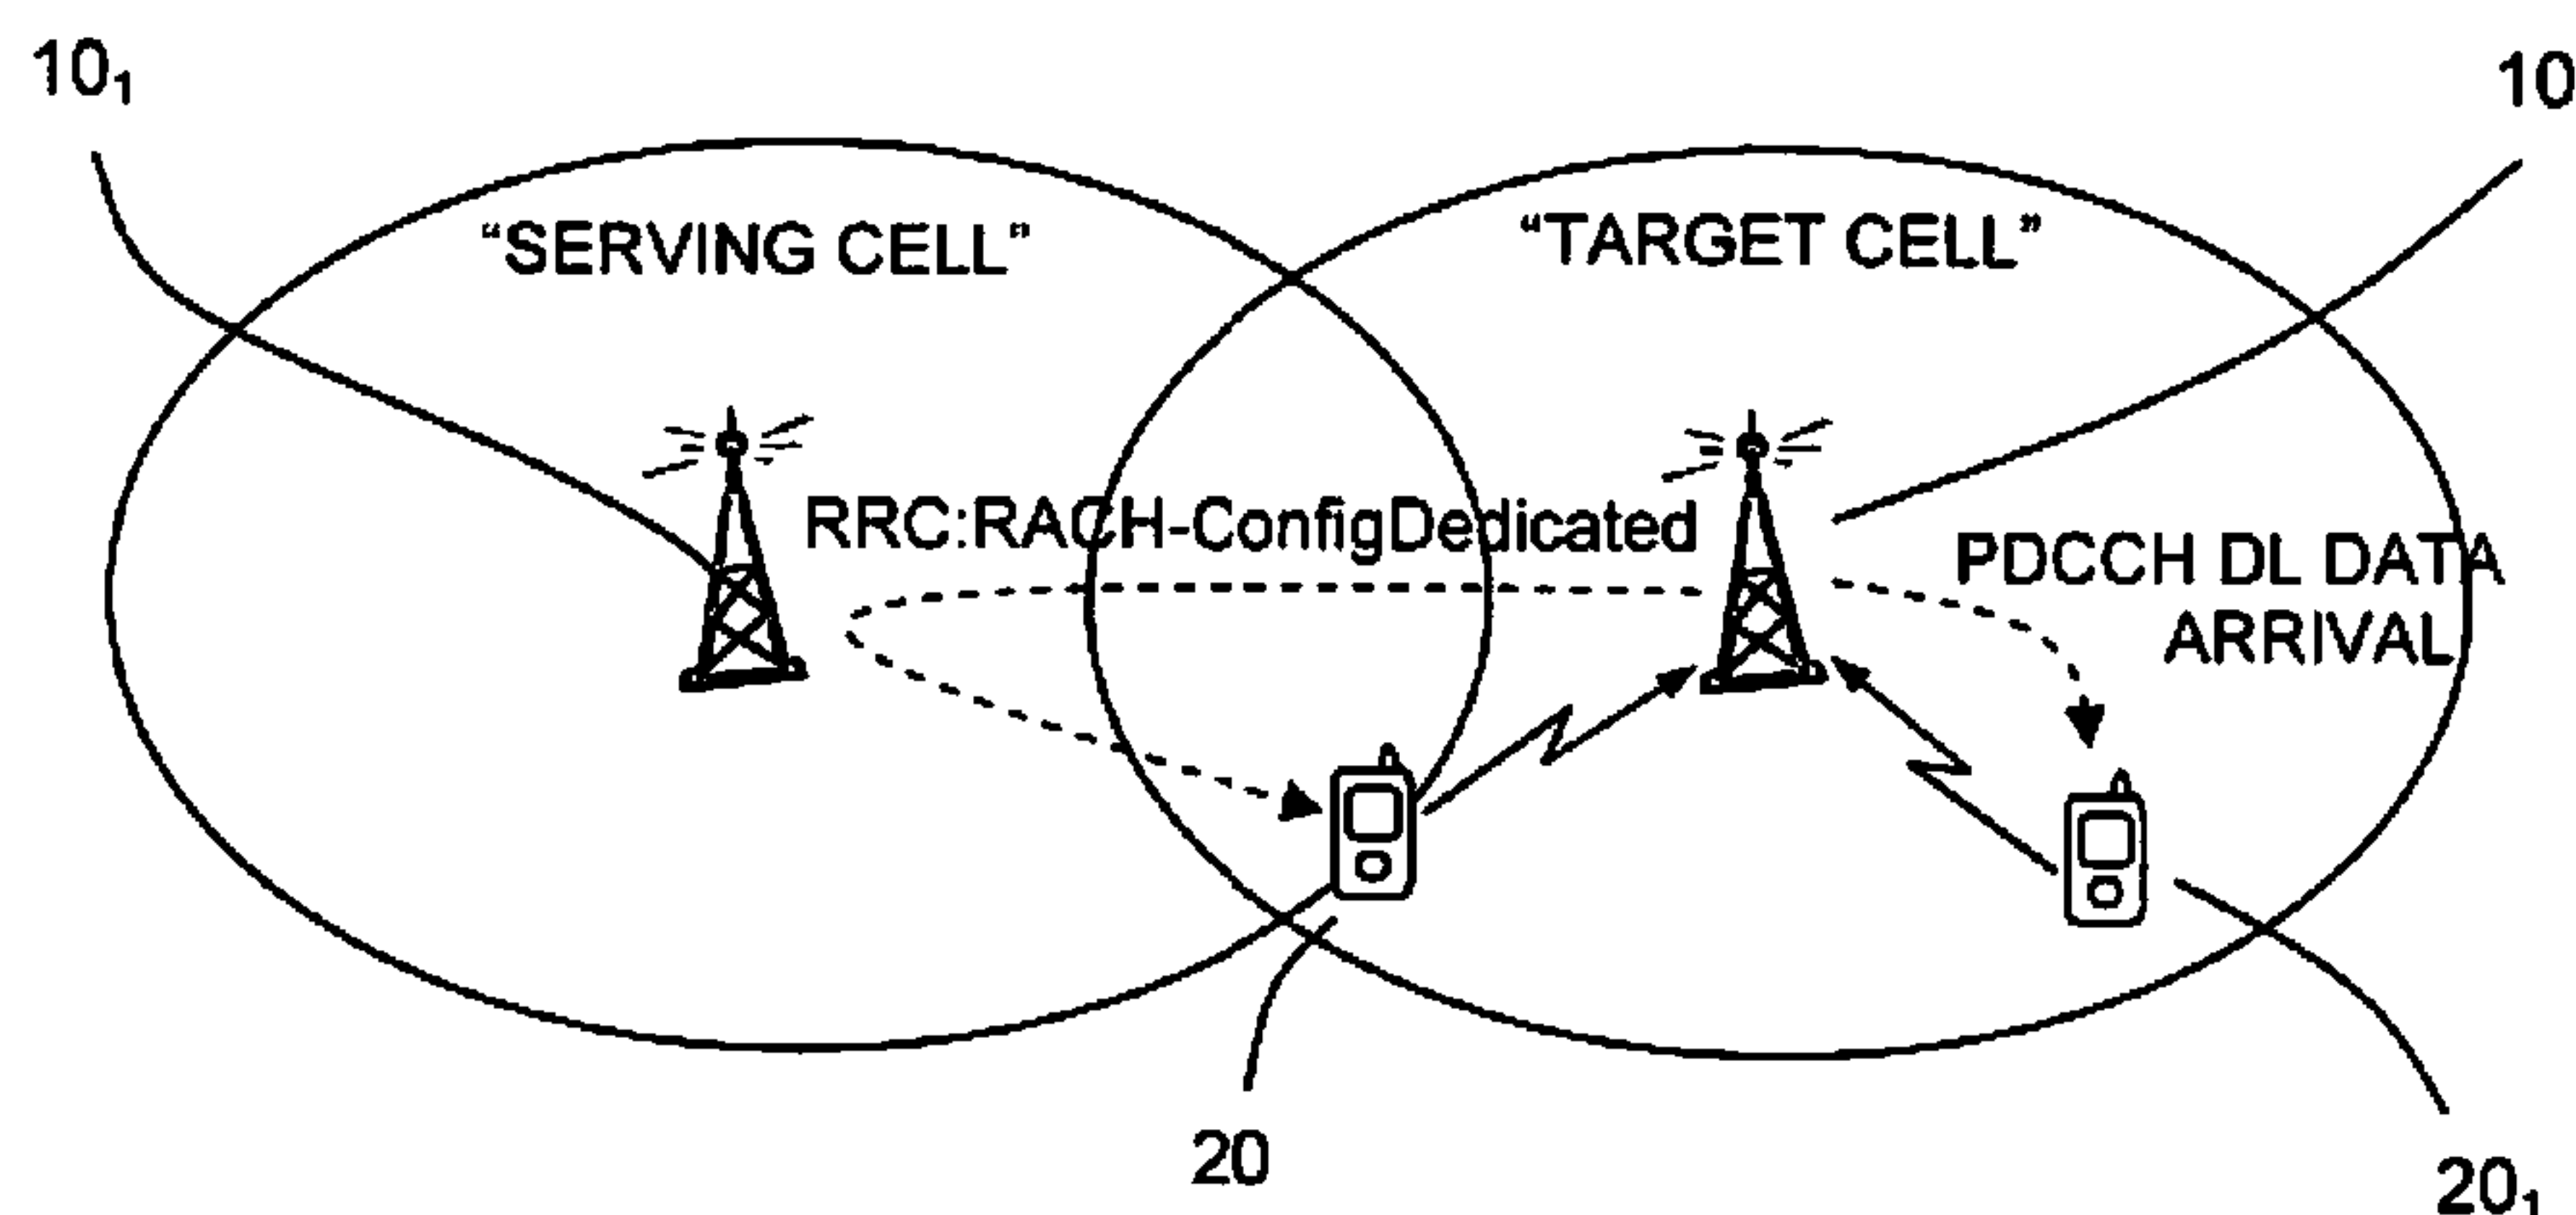 10₁
10
“SERVING CELL”
“TARGET CELL”
RRC:RACH-ConfigDedicated
PDCCH DL DATA
ARRIVAL
20
20₁